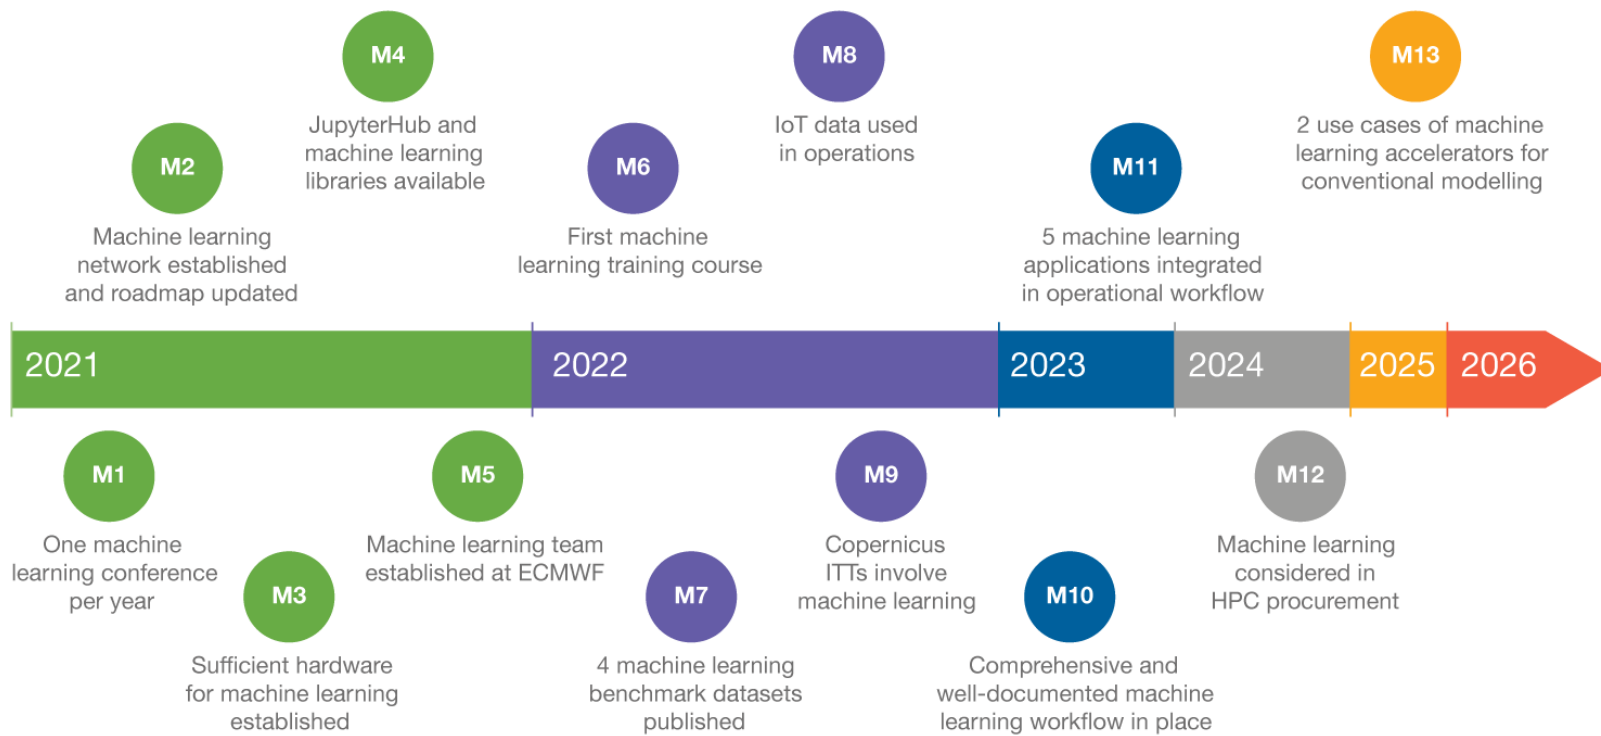 M4
JupyterHub and
machine learning
libraries available
M8
IoT data used
in operations
M13
2 use cases of machine
learning accelerators for
conventional modelling
M2
Machine learning
network established
and roadmap updated
M6
First machine
learning training course
M11
5 machine learning
applications integrated
in operational workflow
2021
2022
2023
2024
2025
2026
M1
One machine
learning conference
per year
M5
Machine learning team
established at ECMWF
M9
Copernicus
ITTs involve
machine learning
M12
Machine learning
considered in
HPC procurement
M3
Sufficient hardware
for machine learning
established
M7
4 machine learning
benchmark datasets
published
M10
Comprehensive and
well-documented machine
learning workflow in place